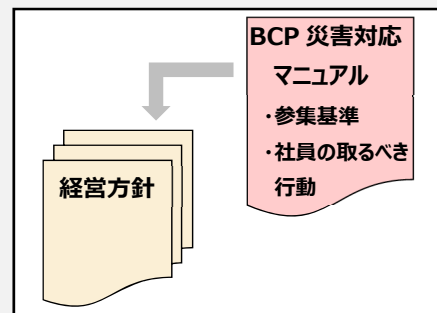 BCP 災害対応
マニュアル
・参集基準
・社員の取るべき
行動
経営方針